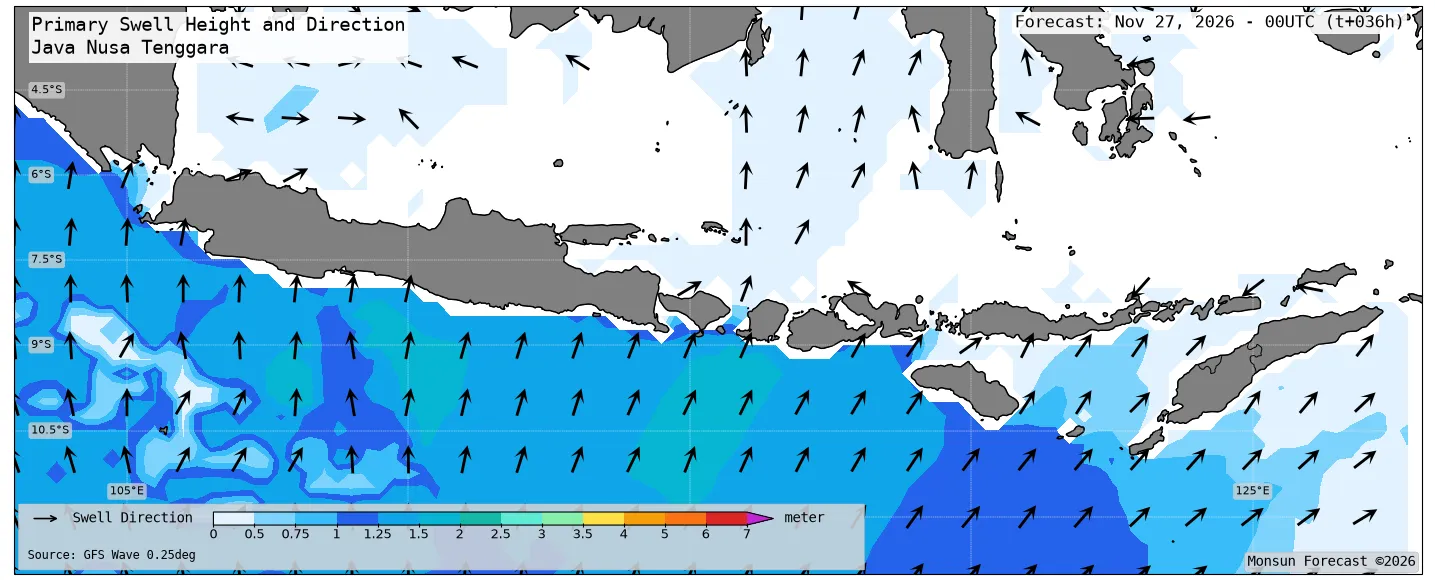 Primary Swell Height and Direction
Java Nusa Tenggara
Forecast: Nov 27, 2026 - 00UTC (t+036h)
4.5°S
6°S
7.5°S
9°S
10.5°S
105°E
125°E
Swell Direction
0 0.5 0.75 1 1.25 1.5 2 2.5 3 3.5 4 5 6 7
meter
Source: GFS Wave 0.25deg
Monsun Forecast ©2026